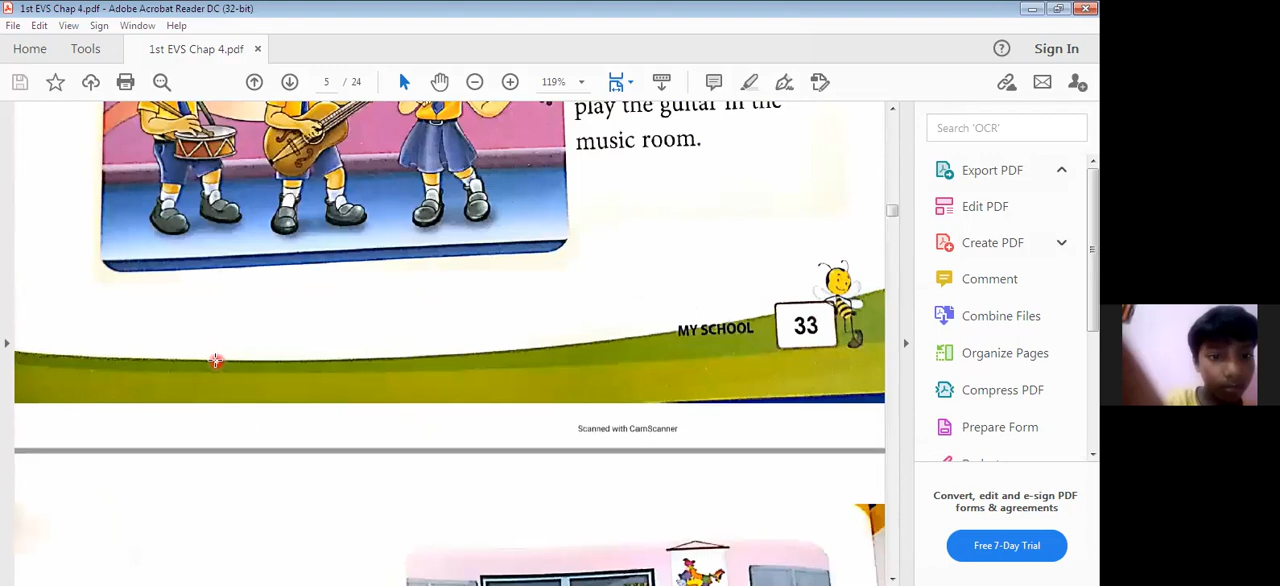 1st EVS Chap 4.pdf - Adobe Acrobat Reader DC (32-bit)
File Edit View Sign Window Help
Home Tools 1st EVS Chap 4.pdf × Sign In
5 / 24 119%
play the guitar in the
music room.
MY SCHOOL 33
Scanned with CamScanner
Search 'OCR'
Export PDF
Edit PDF
Create PDF
Comment
Combine Files
Organize Pages
Compress PDF
Prepare Form
Convert, edit and e-sign PDF
forms & agreements
Free 7-Day Trial